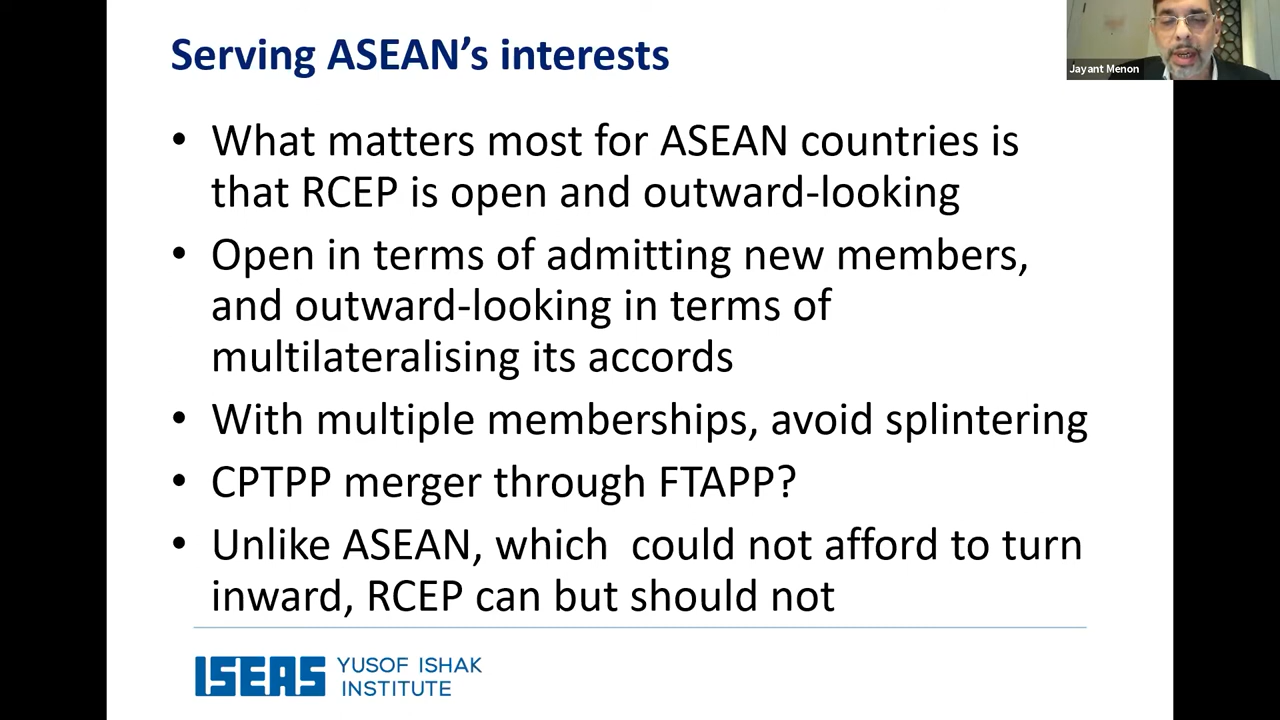 Serving ASEAN's interests
Jayant Menon
• What matters most for ASEAN countries is
that RCEP is open and outward-looking
• Open in terms of admitting new members,
and outward-looking in terms of
multilateralising its accords
• With multiple memberships, avoid splintering
• CPTPP merger through FTAPP?
• Unlike ASEAN, which could not afford to turn
inward, RCEP can but should not
ISEAS YUSOF ISHAK
INSTITUTE